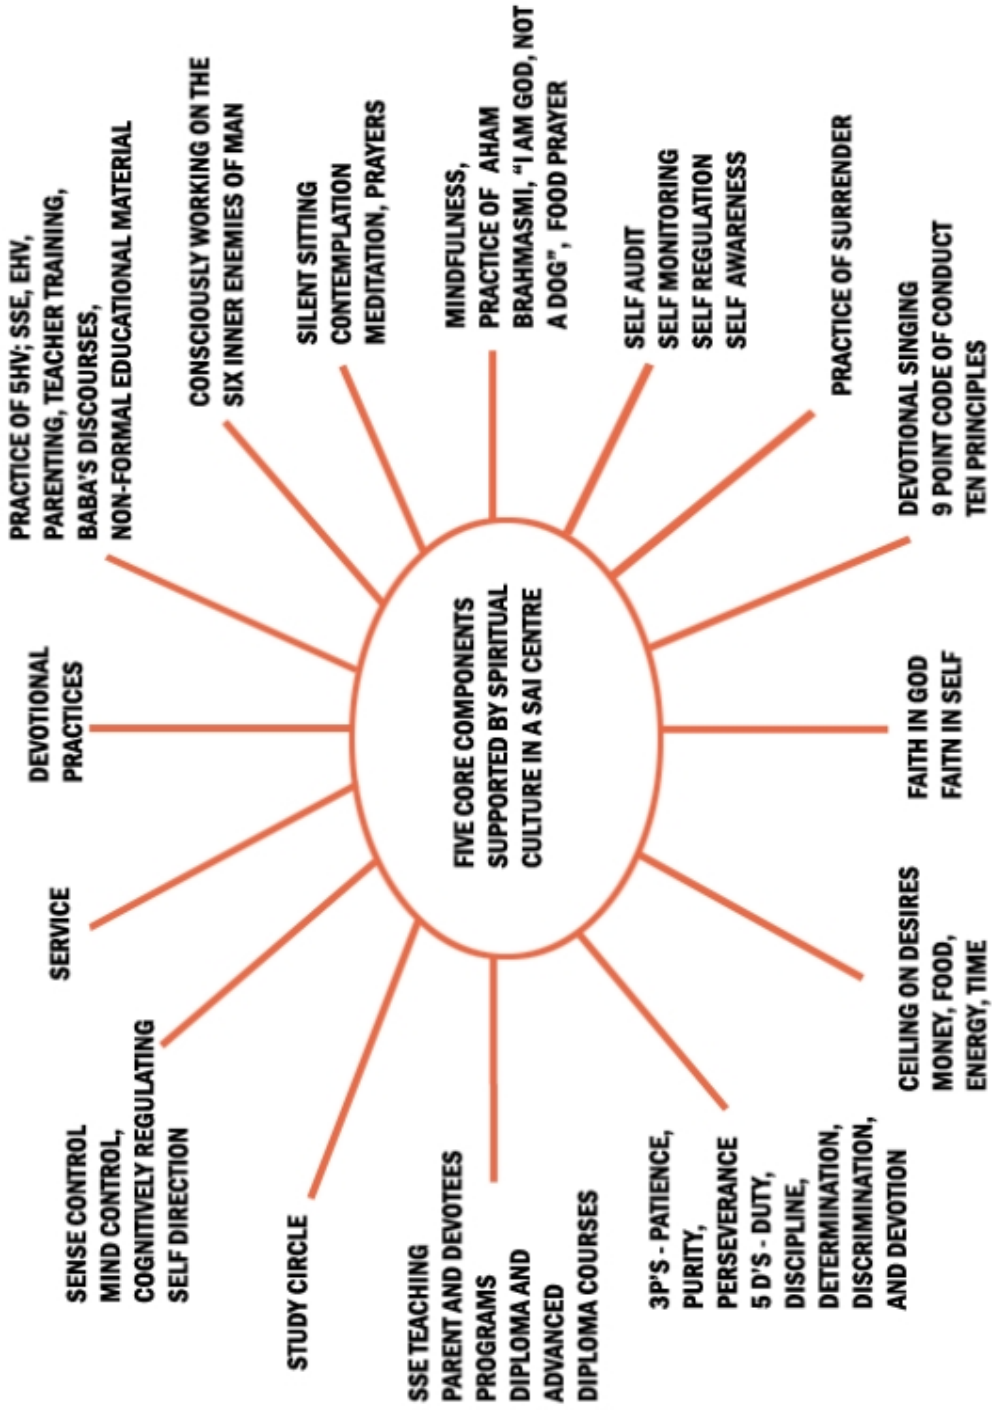 FIVE CORE COMPONENTS
SUPPORTED BY SPIRITUAL
CULTURE IN A SAI CENTRE
DEVOTIONAL
PRACTICES
PRACTICE OF 5HV; SSE, EHV,
PARENTING, TEACHER TRAINING,
BABA'S DISCOURSES,
NON-FORMAL EDUCATIONAL MATERIAL
CONSCIOUSLY WORKING ON THE
SIX INNER ENEMIES OF MAN
SILENT SITTING
CONTEMPLATION
MEDITATION, PRAYERS
MINDFULNESS,
PRACTICE OF AHAM
BRAHMASMI, “I AM GOD, NOT
A DOG”, FOOD PRAYER
SELF AUDIT
SELF MONITORING
SELF REGULATION
SELF AWARENESS
PRACTICE OF SURRENDER
DEVOTIONAL SINGING
9 POINT CODE OF CONDUCT
TEN PRINCIPLES
FAITH IN GOD
FAITN IN SELF
CEILING ON DESIRES
MONEY, FOOD,
ENERGY, TIME
3P'S - PATIENCE,
PURITY,
PERSEVERANCE
5 D'S - DUTY,
DISCIPLINE,
DETERMINATION,
DISCRIMINATION,
AND DEVOTION
SSE TEACHING
PARENT AND DEVOTES
PROGRAMS
DIPLOMA AND
ADVANCED
DIPLOMA COURSES
STUDY CIRCLE
SENSE CONTROL
MIND CONTROL,
COGNITIVELY REGULATING
SELF DIRECTION
SERVICE